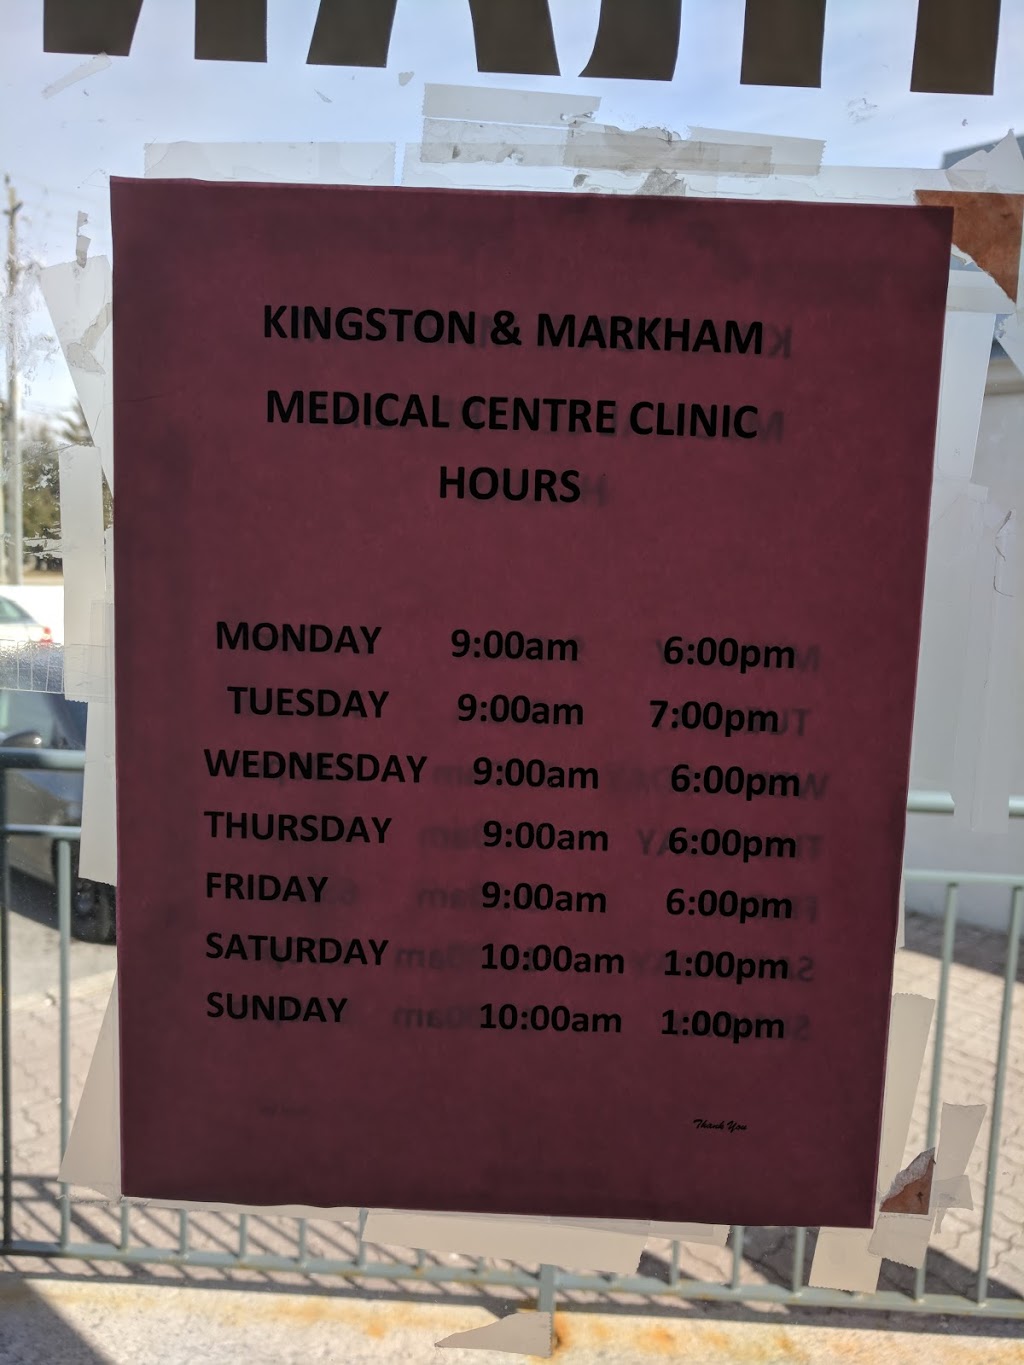 KINGSTON & MARKHAM
MEDICAL CENTRE CLINIC
HOURS
MONDAY 9:00am 6:00pm
TUESDAY 9:00am 7:00pm
WEDNESDAY 9:00am 6:00pm
THURSDAY 9:00am 6:00pm
FRIDAY 9:00am 6:00pm
SATURDAY 10:00am 1:00pm
SUNDAY 10:00am 1:00pm
Thank You